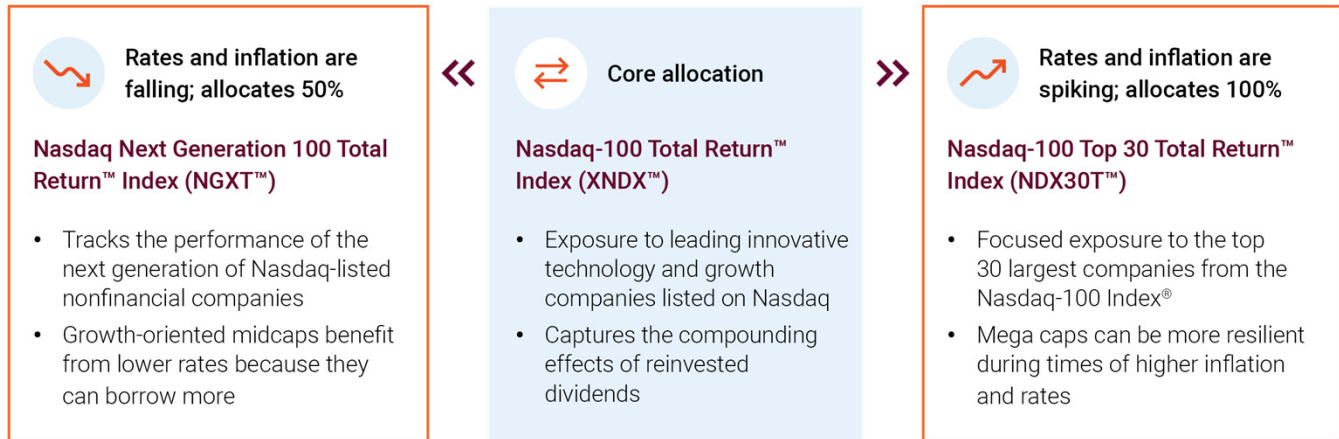 Rates and inflation are
falling; allocates 50%
Nasdaq Next Generation 100 Total
Return™ Index (NGXT™)
• Tracks the performance of the
next generation of Nasdaq-listed
nonfinancial companies
• Growth-oriented midcaps benefit
from lower rates because they
can borrow more
Core allocation
Nasdaq-100 Total Return™
Index (XNDX™)
• Exposure to leading innovative
technology and growth
companies listed on Nasdaq
• Captures the compounding
effects of reinvested
dividends
Rates and inflation are
spiking; allocates 100%
Nasdaq-100 Top 30 Total Return™
Index (NDX30T™)
• Focused exposure to the top
30 largest companies from the
Nasdaq-100 Index®
• Mega caps can be more resilient
during times of higher inflation
and rates